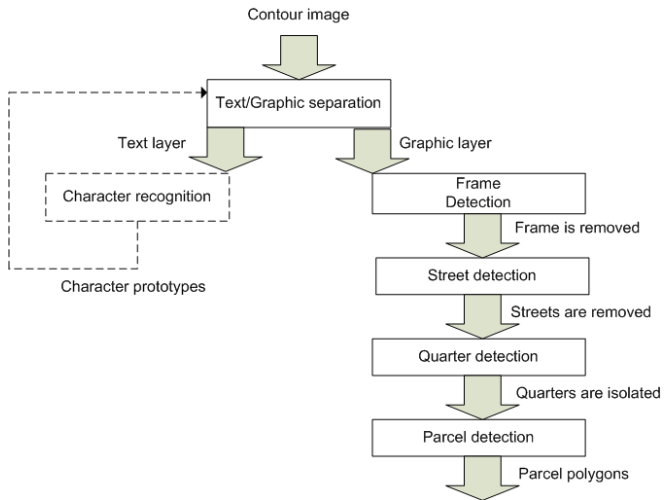 Contour image
Text/Graphic separation
Text layer
Graphic layer
Character recognition
Frame
Detection
Frame is removed
Street detection
Character prototypes
Streets are removed
Quarter detection
Quarters are isolated
Parcel detection
Parcel polygons